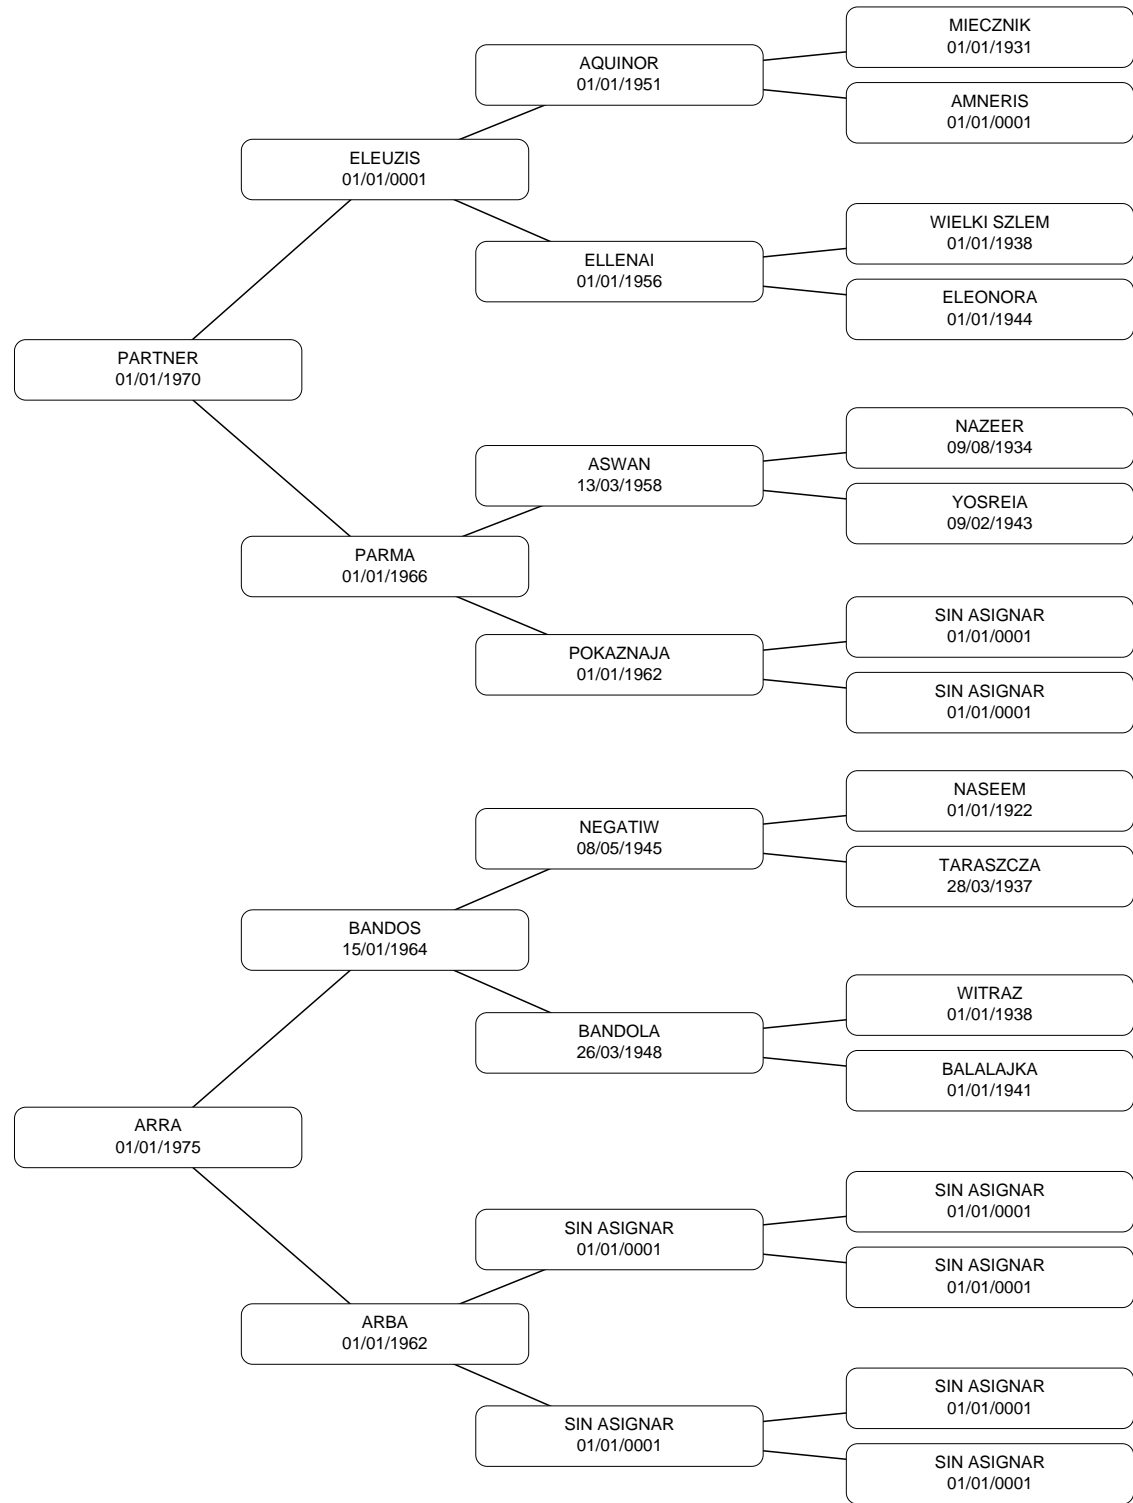 MIECZNIK
01/01/1931
AQUINOR
01/01/1951
AMNERIS
01/01/0001
ELEUZIS
01/01/0001
WIELKI SZLEM
01/01/1938
ELLENAI
01/01/1956
ELEONORA
01/01/1944
PARTNER
01/01/1970
NAZEER
09/08/1934
ASWAN
13/03/1958
YOSREIA
09/02/1943
PARMA
01/01/1966
SIN ASIGNAR
01/01/0001
POKAZNAJA
01/01/1962
SIN ASIGNAR
01/01/0001
NASEEM
01/01/1922
NEGATIW
08/05/1945
TARASZCZA
28/03/1937
BANDOS
15/01/1964
WITRAZ
01/01/1938
BANDOLA
26/03/1948
BALALAJKA
01/01/1941
ARRA
01/01/1975
SIN ASIGNAR
01/01/0001
SIN ASIGNAR
01/01/0001
SIN ASIGNAR
01/01/0001
ARBA
01/01/1962
SIN ASIGNAR
01/01/0001
SIN ASIGNAR
01/01/0001
SIN ASIGNAR
01/01/0001